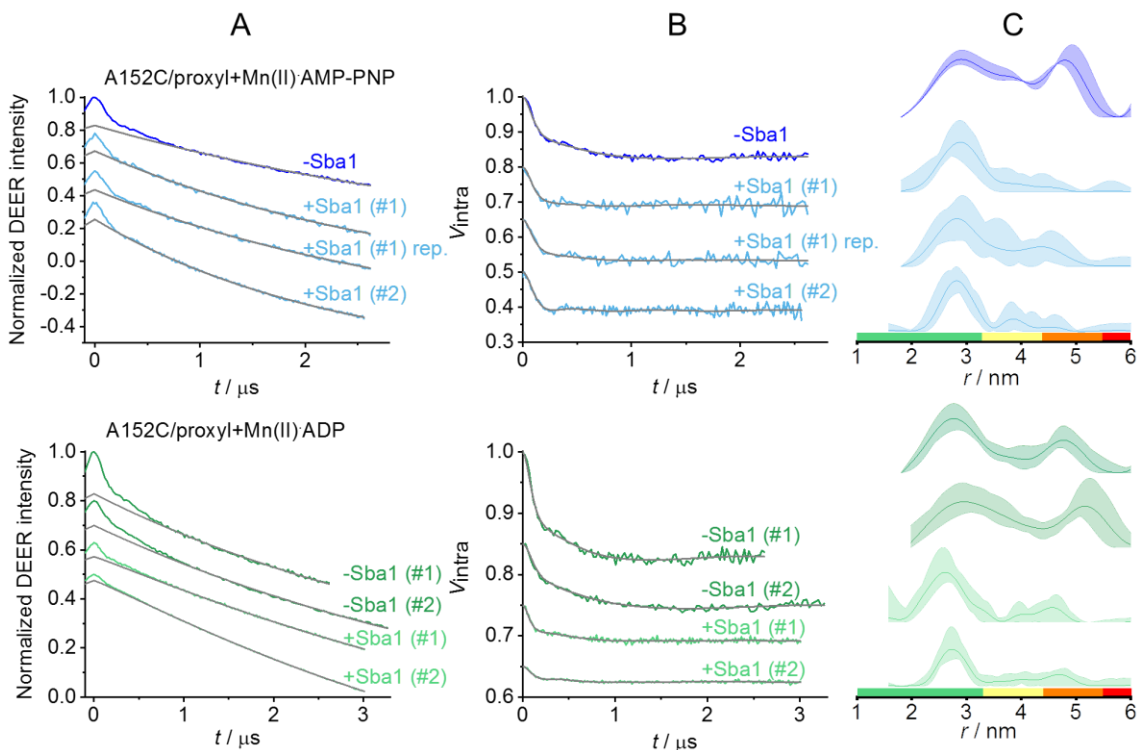 A
B
C
A152C/proxyl+Mn(II)·AMP-PNP
Normalized DEER intensity
1.0
0.8
0.6
0.4
0.2
0.0
-0.2
-0.4
-Sba1
+Sba1 (#1)
+Sba1 (#1) rep.
+Sba1 (#2)
0
1
2
t / μs
Vintra
1.0
0.9
0.8
0.7
0.6
0.5
0.4
0.3
-Sba1
+Sba1 (#1)
+Sba1 (#1) rep.
+Sba1 (#2)
0
1
2
t / μs
1
2
3
4
5
6
r / nm
A152C/proxyl+Mn(II)·ADP
Normalized DEER intensity
1.0
0.8
0.6
0.4
0.2
0.0
-Sba1 (#1)
-Sba1 (#2)
+Sba1 (#1)
+Sba1 (#2)
0
1
2
3
t / μs
Vintra
1.0
0.9
0.8
0.7
0.6
-Sba1 (#1)
-Sba1 (#2)
+Sba1 (#1)
+Sba1 (#2)
0
1
2
3
t / μs
1
2
3
4
5
6
r / nm